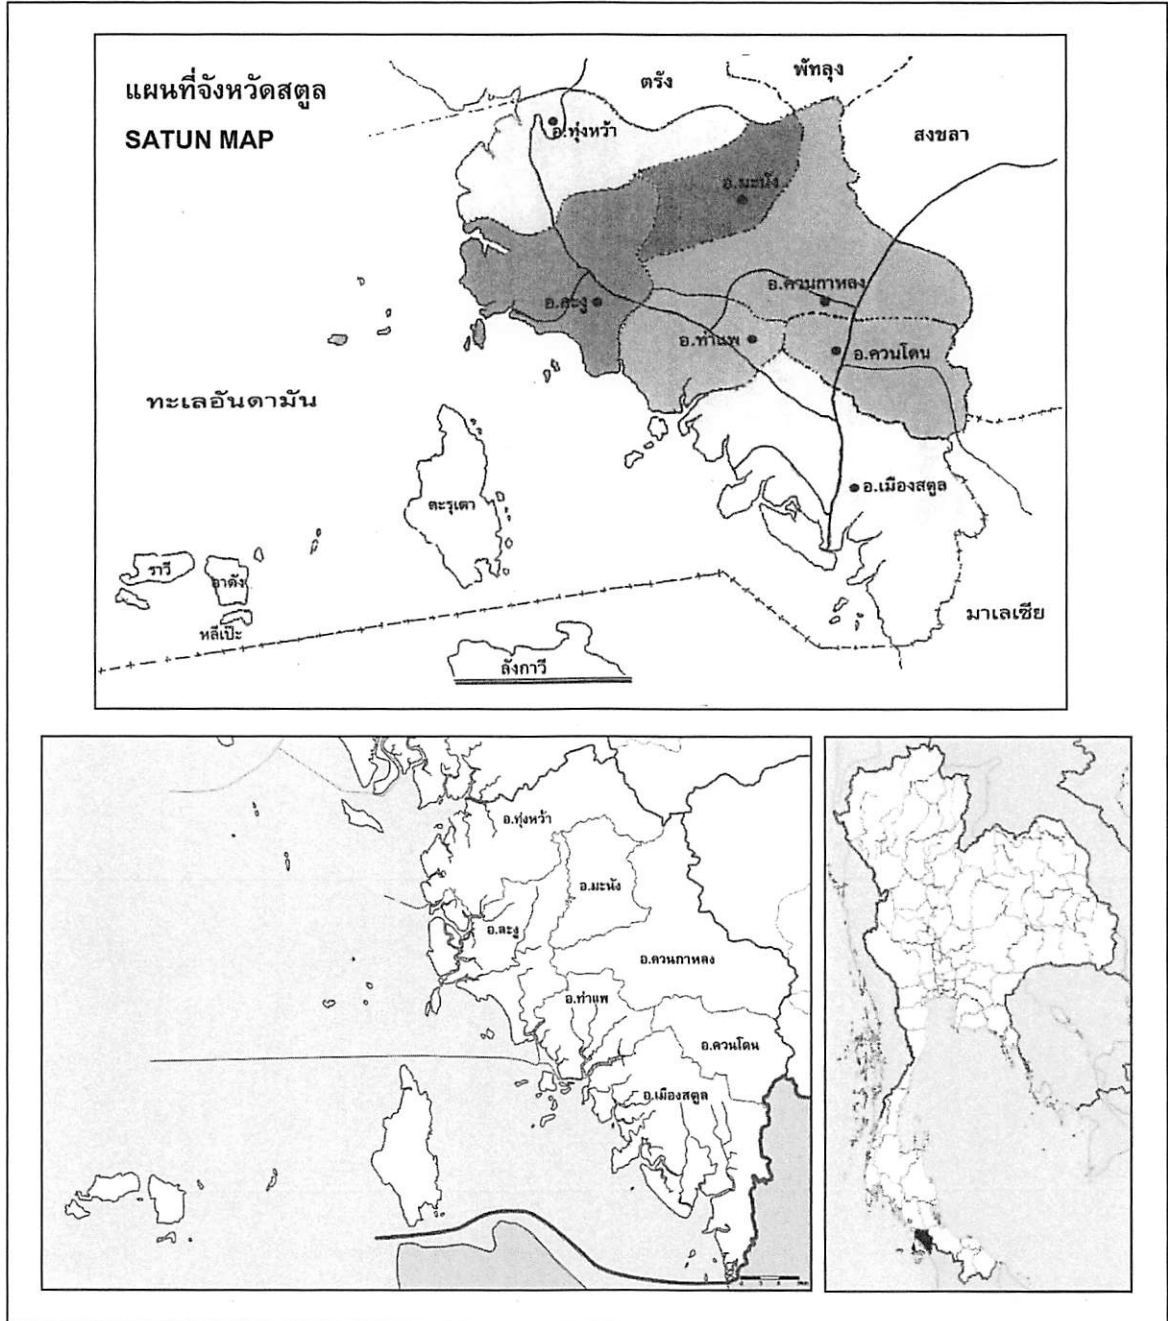 แผนที่จังหวัดสตูล
SATUN MAP
ตรัง
พัทลุง
สงขลา
อ.ทุ่งหว้า
อ.มะนัง
อ.ควนกาหลง
อ.ละงู
อ.ท่าแพ
อ.ควนโดน
ทะเลอันดามัน
ตะรุเตา
อ.เมืองสตูล
ราวี
อาดัง
หลีเป๊ะ
มาเลเซีย
ลังกาวี
อ.ทุ่งหว้า
อ.มะนัง
อ.ละงู
อ.ควนกาหลง
อ.ท่าแพ
อ.ควนโดน
อ.เมืองสตูล